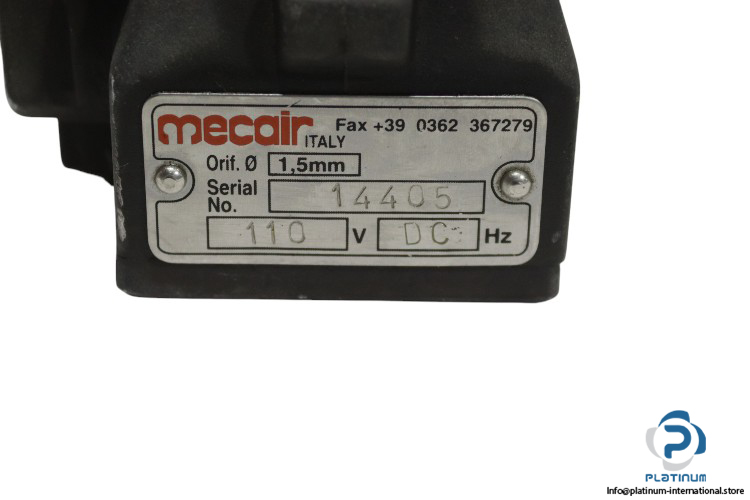 mecair Fax +39 0362 367279
ITALY
Orif. Ø 1,5mm
Serial No. 14405
110 V DC Hz
PLATINUM
Info@platinum-international.store